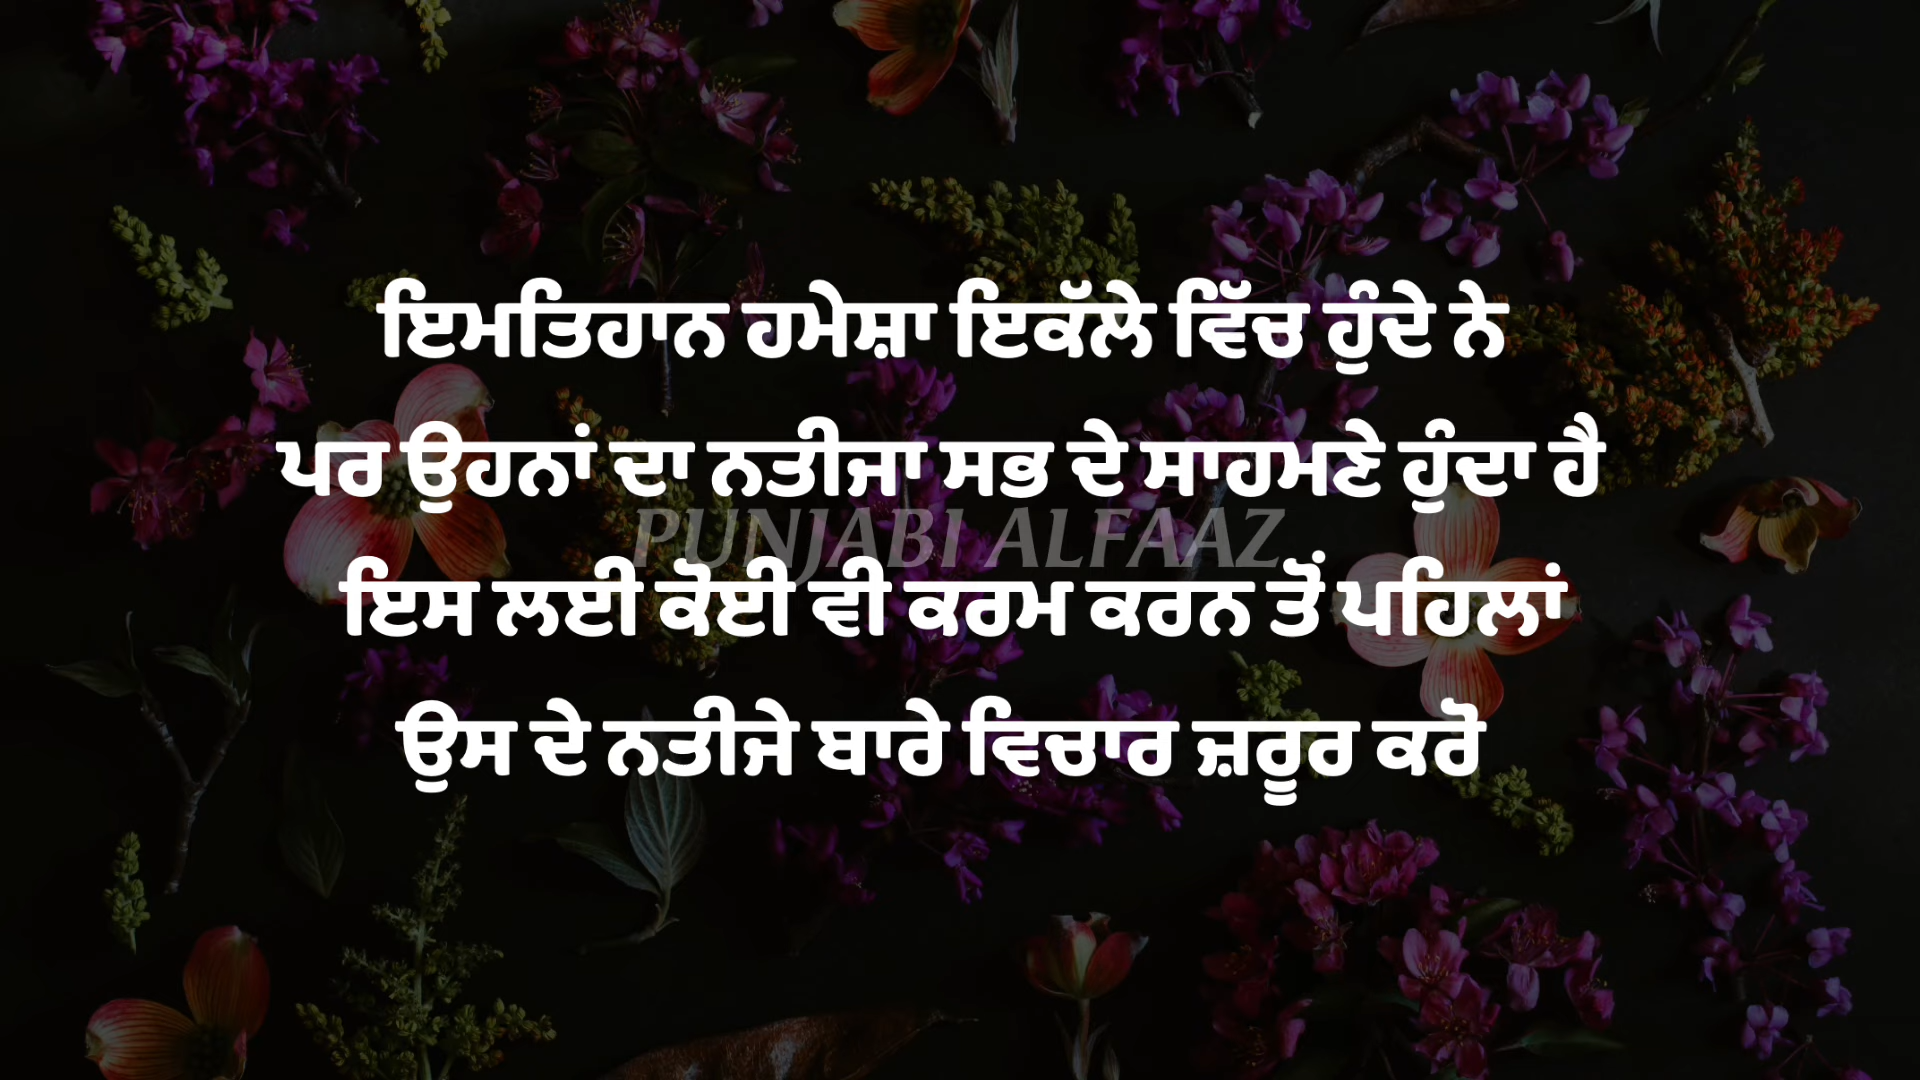 ਇਮਤਿਹਾਨ ਹਮੇਸ਼ਾ ਇਕੱਲੇ ਵਿੱਚ ਹੁੰਦੇ ਨੇ
ਪਰ ਉਹਨਾਂ ਦਾ ਨਤੀਜਾ ਸਭ ਦੇ ਸਾਹਮਣੇ ਹੁੰਦਾ ਹੈ
PUNJABI ALFAAZ
ਇਸ ਲਈ ਕੋਈ ਵੀ ਕਰਮ ਕਰਨ ਤੋਂ ਪਹਿਲਾਂ
ਉਸ ਦੇ ਨਤੀਜੇ ਬਾਰੇ ਵਿਚਾਰ ਜ਼ਰੂਰ ਕਰੋ